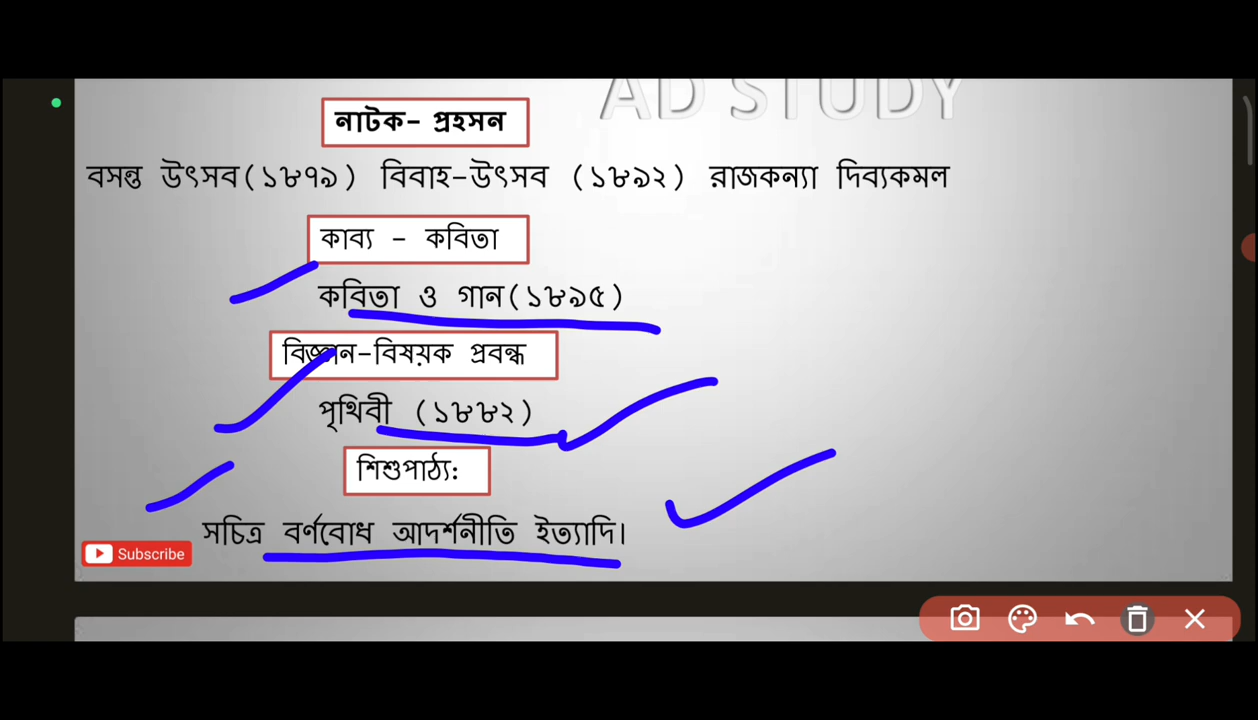 AD STUDY
নাটক- প্রহসন
বসন্ত উৎসব(১৮৭৯) বিবাহ-উৎসব (১৮৯২) রাজকন্যা দিব্যকমল
কাব্য - কবিতা
কবিতা ও গান(১৮৯৫)
বিজ্ঞান-বিষয়ক প্রবন্ধ
পৃথিবী (১৮৮২)
শিশুপাঠ্য:
সচিত্র বর্ণবোধ আদর্শনীতি ইত্যাদি।
Subscribe